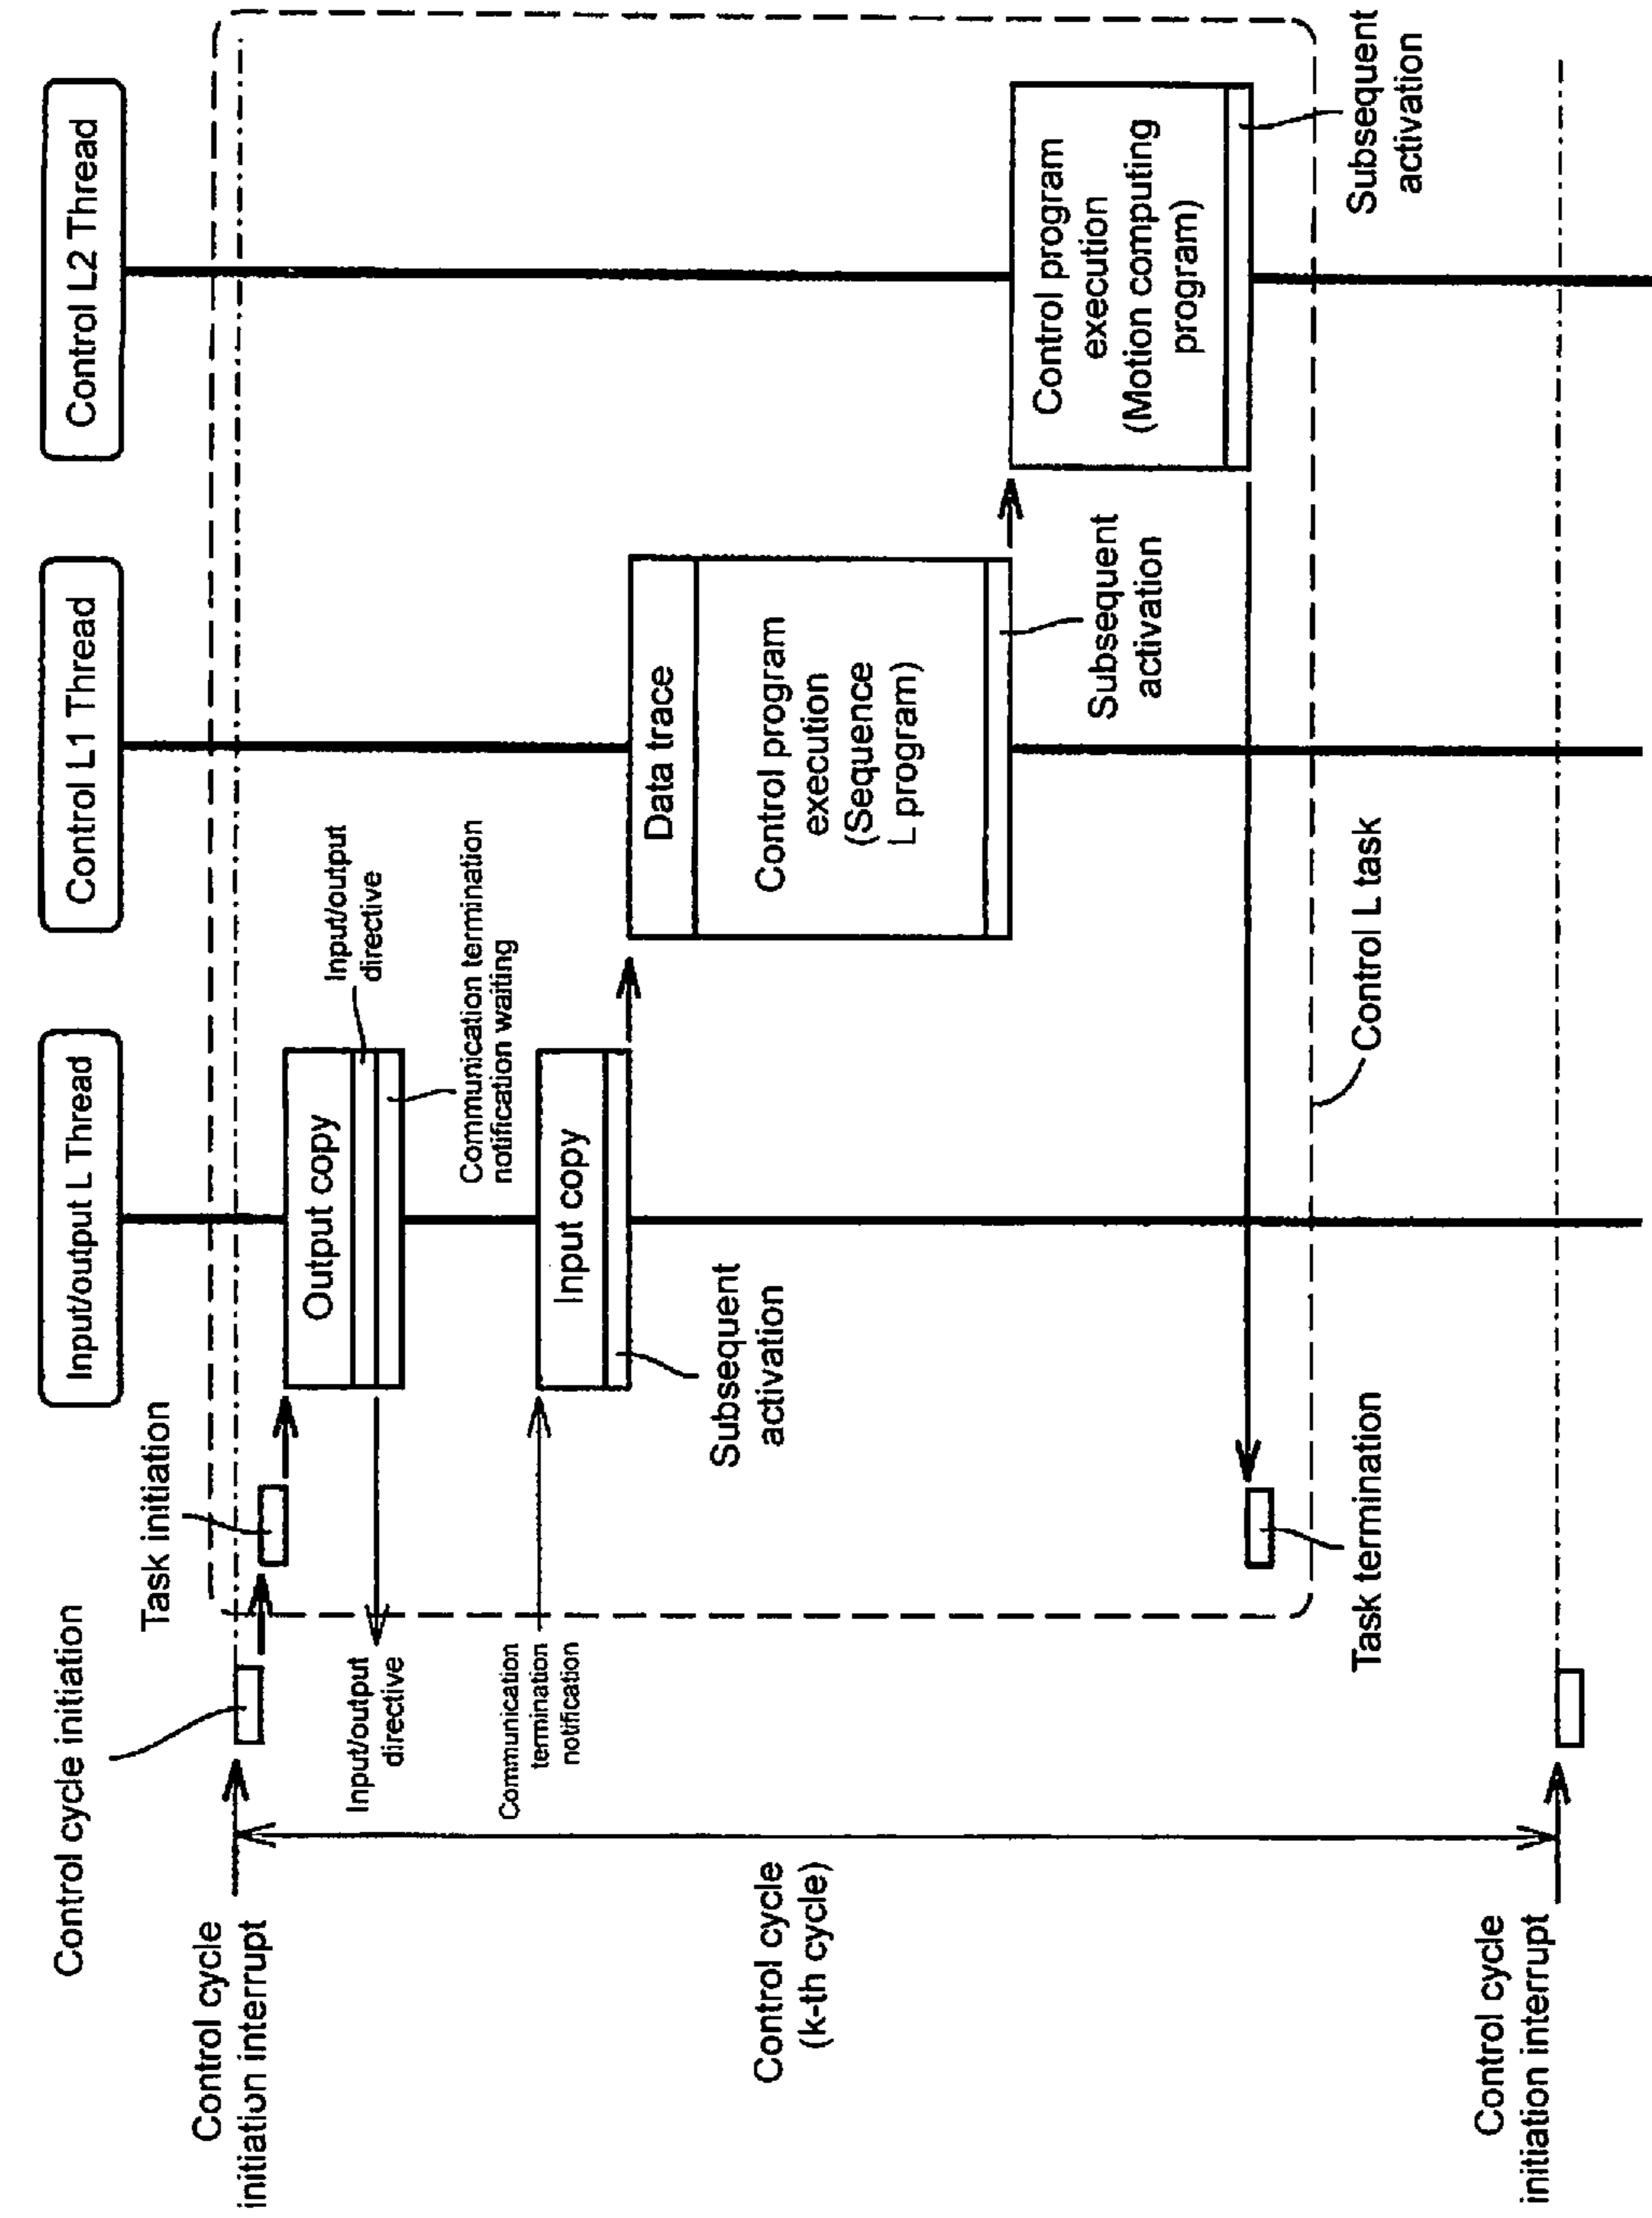 Input/output L Thread
Control L1 Thread
Control L2 Thread
Control cycle initiation
Task initiation
Control cycle
initiation interrupt
Output copy
Input/output
directive
Input/output
directive
Communication termination
notification waiting
Communication
termination
notification
Input copy
Subsequent
activation
Data trace
Control program
execution
(Sequence
L program)
Subsequent
activation
Control cycle
(k-th cycle)
Control program
execution
(Motion computing
program)
Subsequent
activation
Task termination
Control L task
Control cycle
initiation interrupt